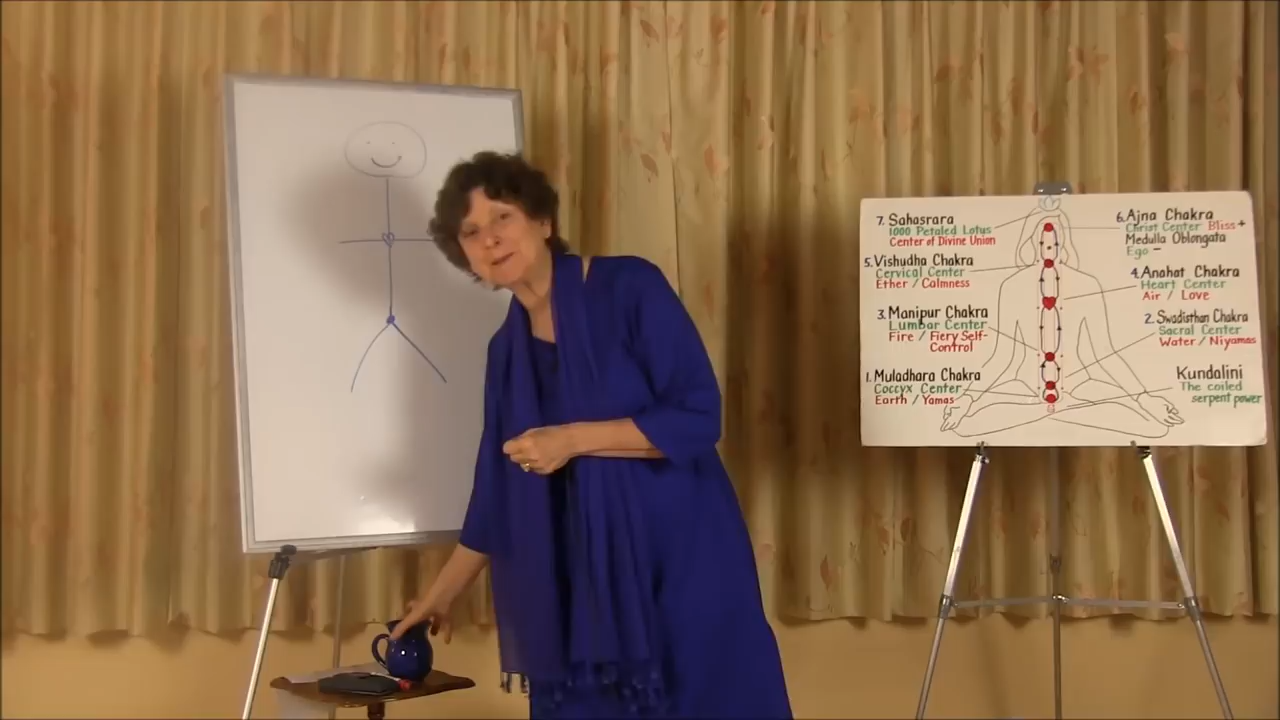 7. Sahasrara
1000 Petaled Lotus
Center of Divine Union
6. Ajna Chakra
Christ Center Bliss +
Medulla Oblongata
Ego -
5. Vishudha Chakra
Cervical Center
Ether / Calmness
4. Anahat Chakra
Heart Center
Air / Love
3. Manipur Chakra
Lumbar Center
Fire / Fiery Self-
Control
2. Swadisthan Chakra
Sacral Center
Water / Niyamas
1. Muladhara Chakra
Coccyx Center
Earth / Yamas
Kundalini
The coiled
serpent power